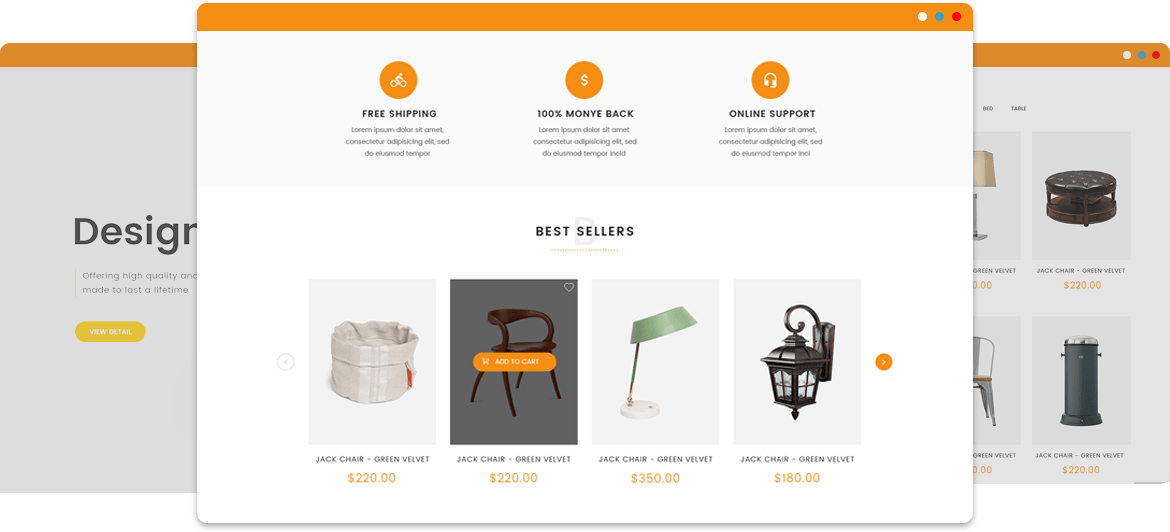 FREE SHIPPING
Lorem ipsum dolor sit amet,
consectetur adipisicing elit, sed
do eiusmod tempor
100% MONYE BACK
Lorem ipsum dolor sit amet
consectetur adipisicing elit, sed
do eiusmod tempor incid
ONLINE SUPPORT
Lorem ipsum dolor sit amet,
consectetur adipisicing elit, sed
do eiusmod tempor inci
B
BEST SELLERS
ADD TO CART
JACK CHAIR - GREEN VELVET
$220.00
JACK CHAIR - GREEN VELVET
$220.00
JACK CHAIR - GREEN VELVET
$350.00
JACK CHAIR - GREEN VELVET
$180.00
Design
Offering high quality and
made to last a lifetime
VIEW DETAIL
BED TABLE
GREEN VELVET
0.00
JACK CHAIR - GREEN VELVET
$220.00
GREEN VELVET
0.00
JACK CHAIR - GREEN VELVET
$220.00